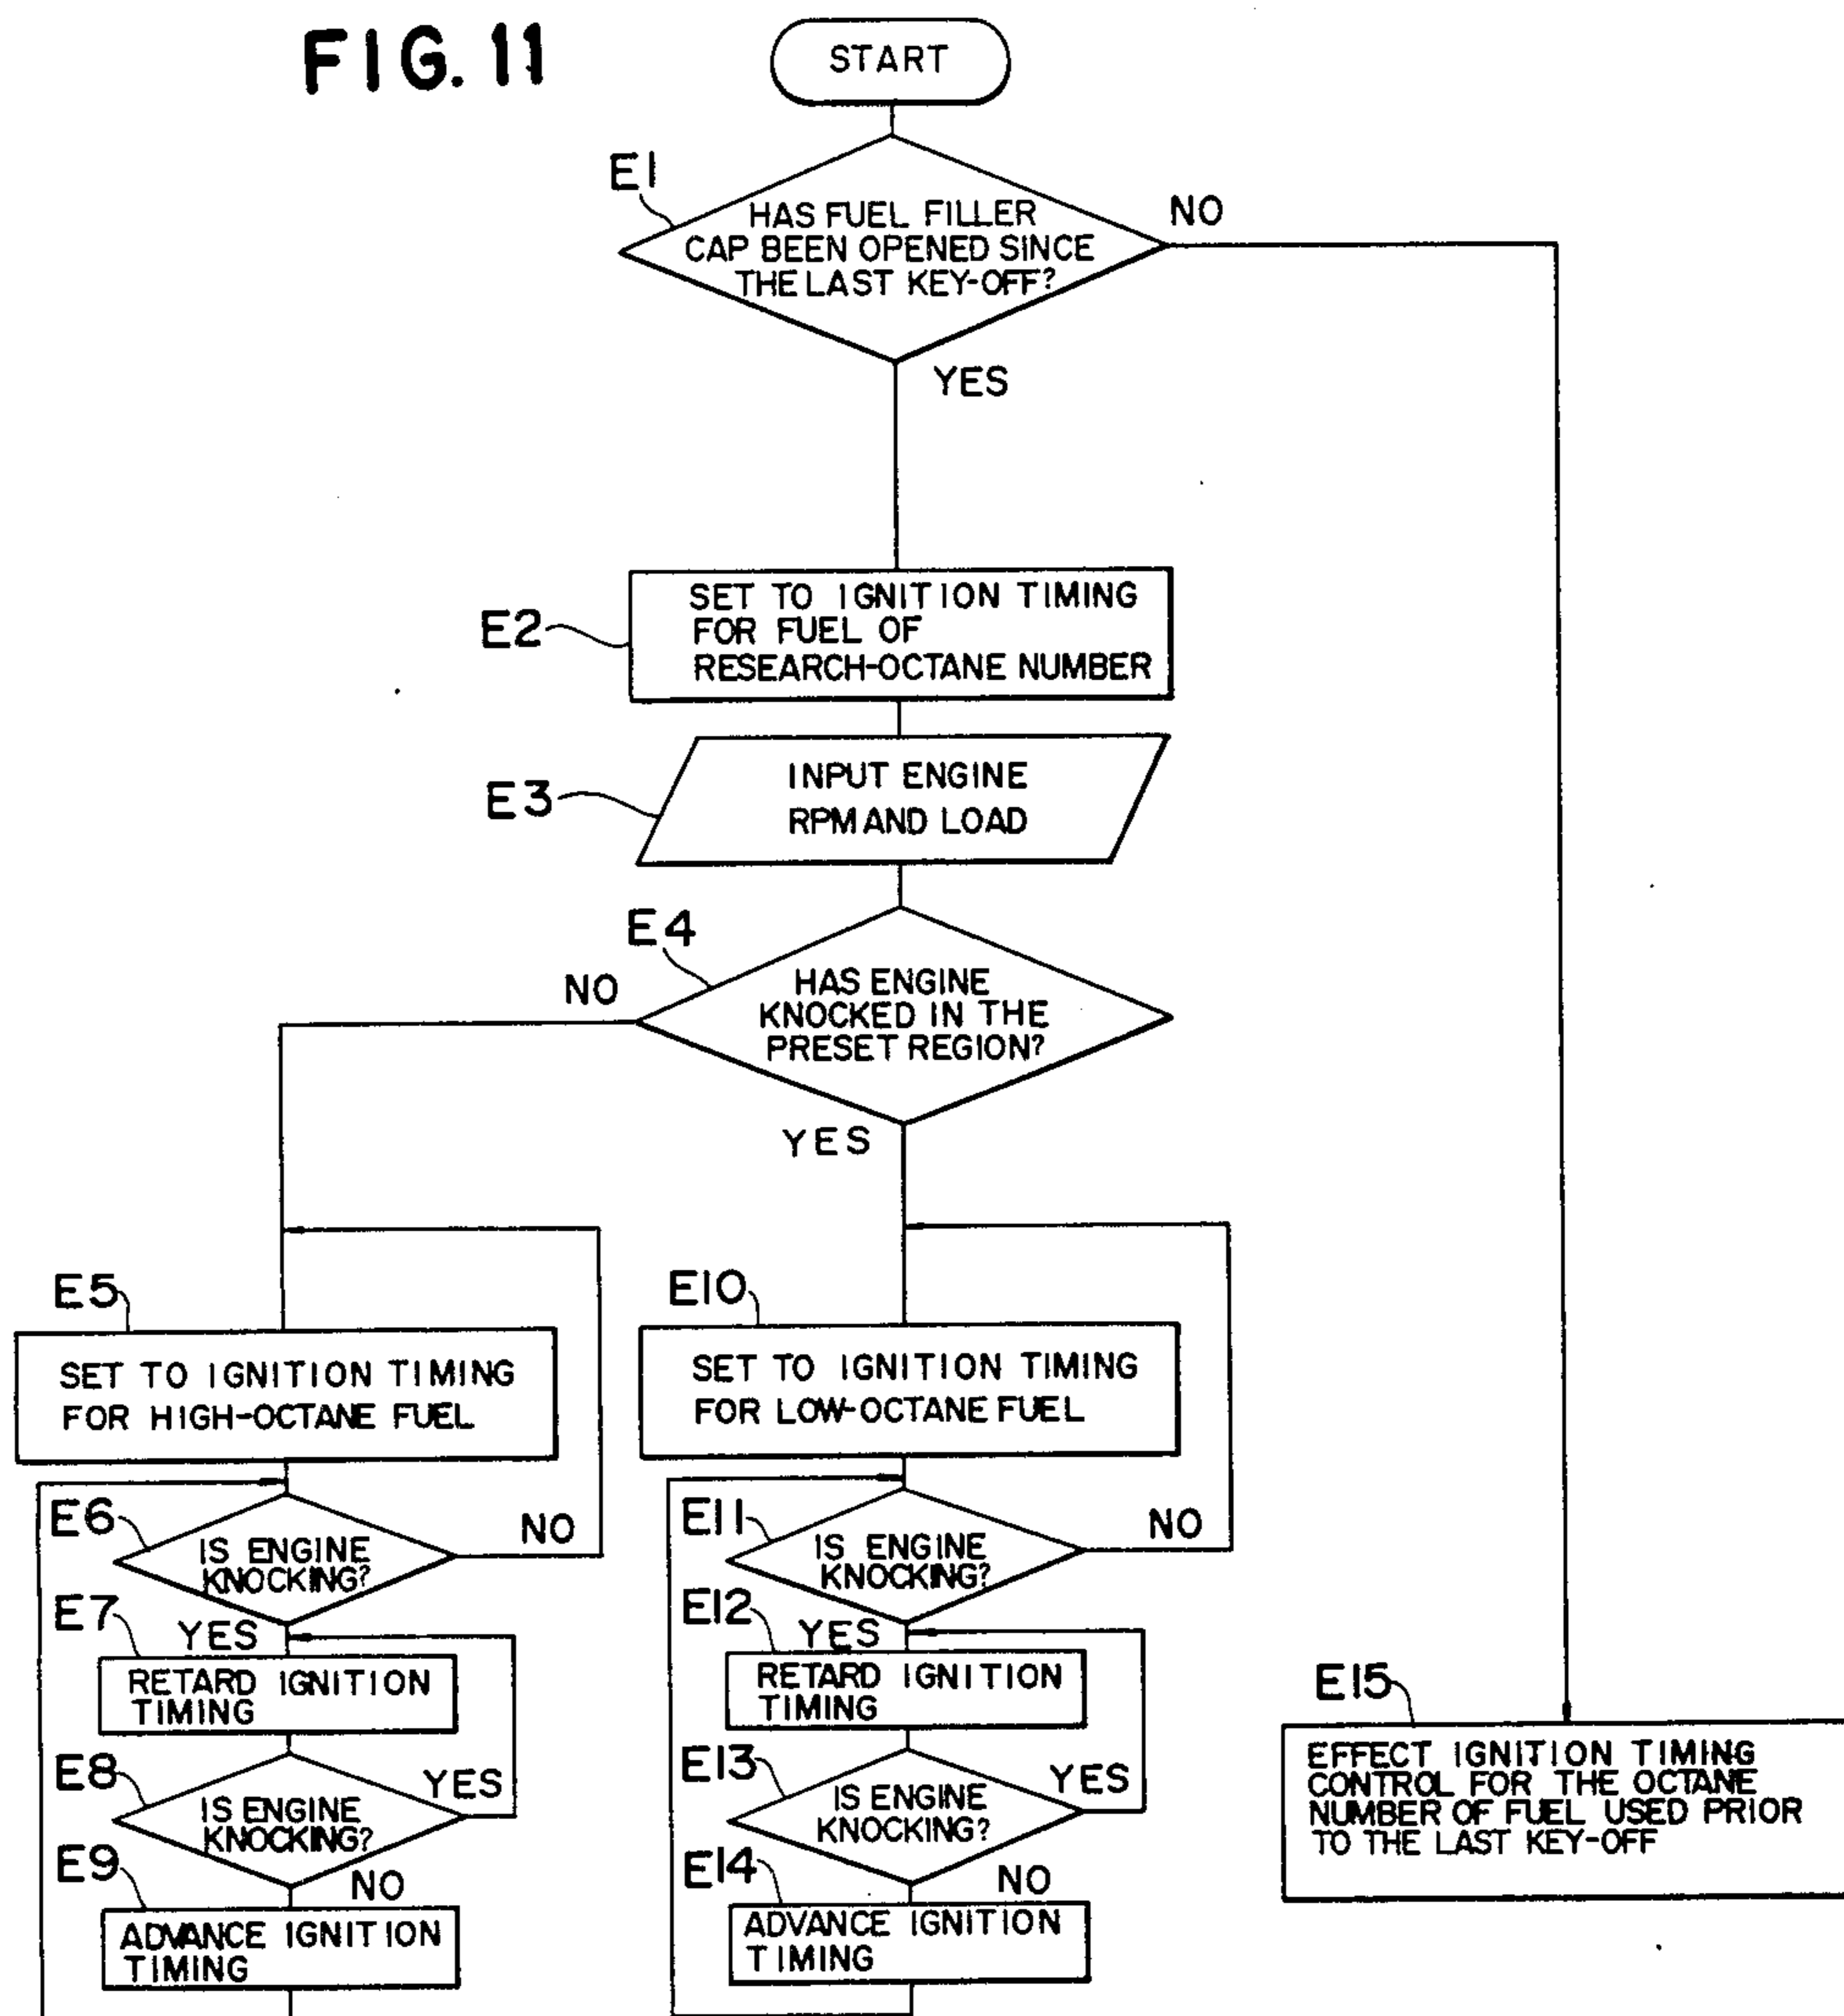 FIG. 11
START
E1
HAS FUEL FILLER
CAP BEEN OPENED SINCE
THE LAST KEY-OFF?
NO
YES
E2
SET TO IGNITION TIMING
FOR FUEL OF
RESEARCH-OCTANE NUMBER
E3
INPUT ENGINE
RPM AND LOAD
E4
HAS ENGINE
KNOCKED IN THE
PRESET REGION?
NO
YES
E5
SET TO IGNITION TIMING
FOR HIGH-OCTANE FUEL
E6
IS ENGINE
KNOCKING?
NO
YES
E7
RETARD IGNITION
TIMING
E8
IS ENGINE
KNOCKING?
YES
NO
E9
ADVANCE IGNITION
TIMING
E10
SET TO IGNITION TIMING
FOR LOW-OCTANE FUEL
E11
IS ENGINE
KNOCKING?
NO
YES
E12
RETARD IGNITION
TIMING
E13
IS ENGINE
KNOCKING?
YES
NO
E14
ADVANCE IGNITION
TIMING
E15
EFFECT IGNITION TIMING
CONTROL FOR THE OCTANE
NUMBER OF FUEL USED PRIOR
TO THE LAST KEY-OFF